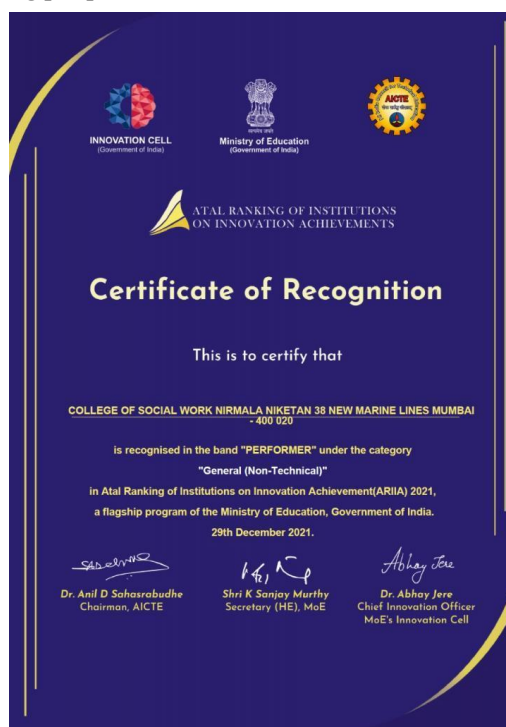 INNOVATION CELL
(Government of India)
Ministry of Education
(Government of India)
AICTE
ATAL RANKING OF INSTITUTIONS
ON INNOVATION ACHIEVEMENTS
Certificate of Recognition
This is to certify that
COLLEGE OF SOCIAL WORK NIRMALA NIKETAN 38 NEW MARINE LINES MUMBAI
- 400 020
is recognised in the band "PERFORMER" under the category
"General (Non-Technical)"
in Atal Ranking of Institutions on Innovation Achievement(ARIIA) 2021,
a flagship program of the Ministry of Education, Government of India.
29th December 2021.
Abhay Jere
Dr. Anil D Sahasrabudhe
Chairman, AICTE
Shri K Sanjay Murthy
Secretary (HE), MoE
Dr. Abhay Jere
Chief Innovation Officer
MoE's Innovation Cell